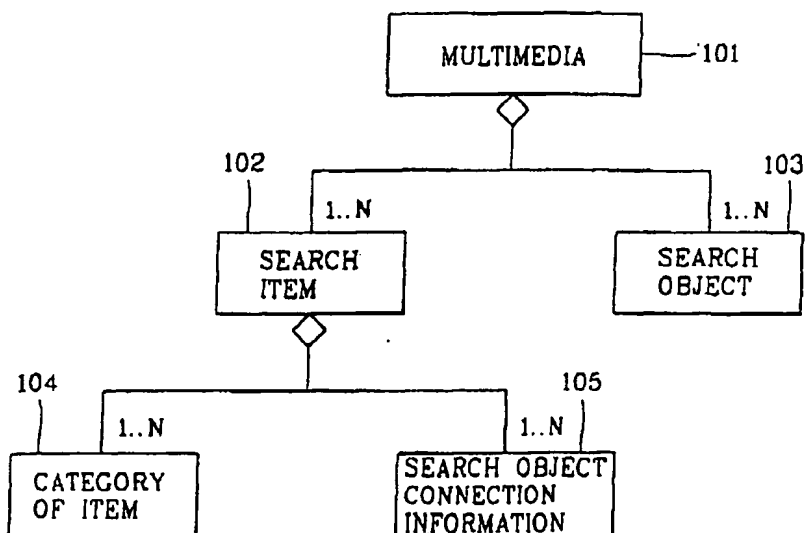 MULTIMEDIA
101
102
103
1..N
1..N
SEARCH
ITEM
SEARCH
OBJECT
104
105
1..N
1..N
CATEGORY
OF ITEM
SEARCH OBJECT
CONNECTION
INFORMATION